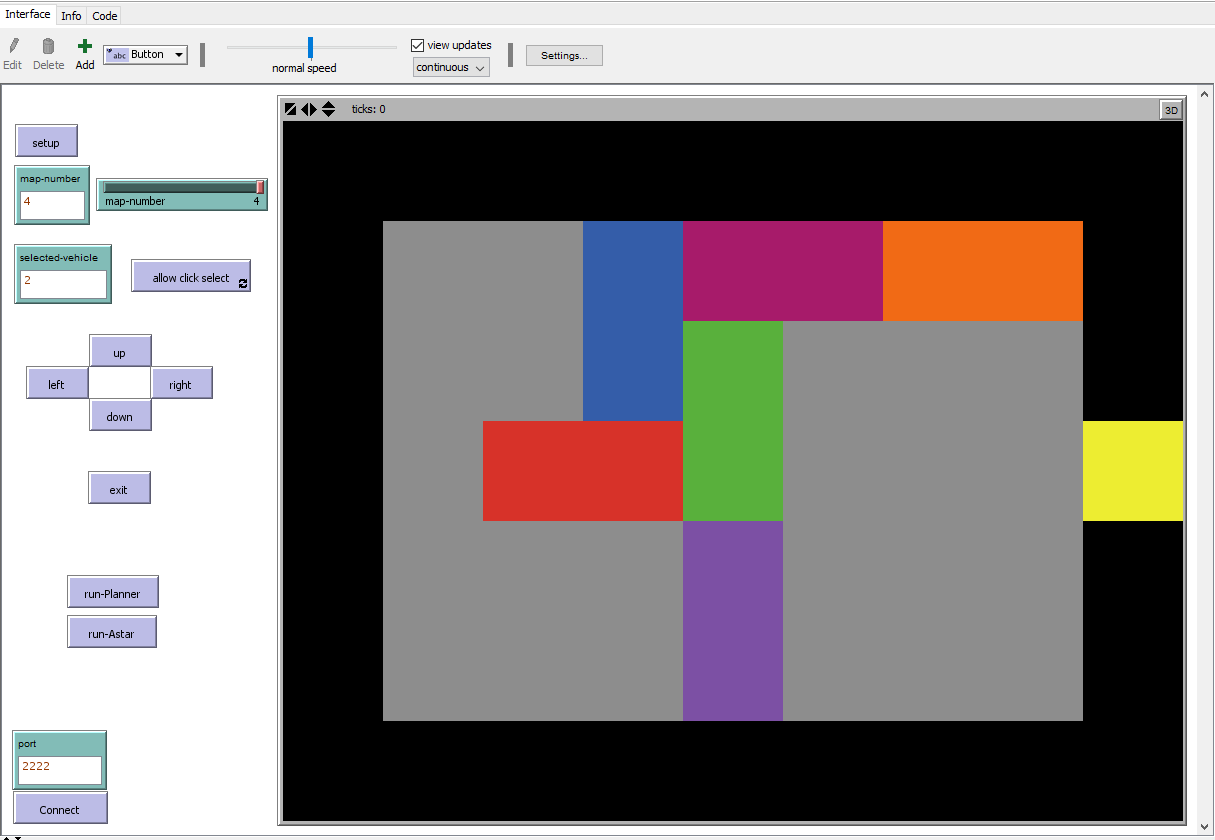 Interface Info Code
Edit Delete Add abc Button
normal speed
view updates
continuous
Settings...
ticks: 0
3D
setup
map-number
4
map-number 4
selected-vehicle
2
allow click select
up
left right
down
exit
run-Planner
run-Astar
port
2222
Connect